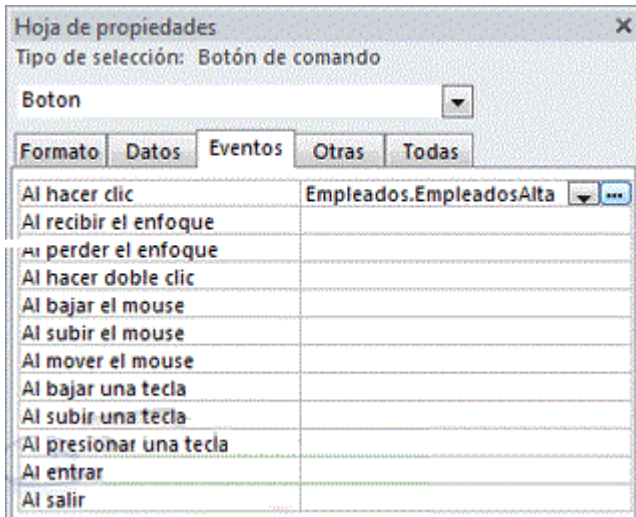 Hoja de propiedades
Tipo de selección: Botón de comando
Boton
Formato Datos Eventos Otras Todas
Al hacer clic Empleados.EmpleadosAlta
Al recibir el enfoque
Al perder el enfoque
Al hacer doble clic
Al bajar el mouse
Al subir el mouse
Al mover el mouse
Al bajar una tecla
Al subir una tecla
Al presionar una tecla
Al entrar
Al salir